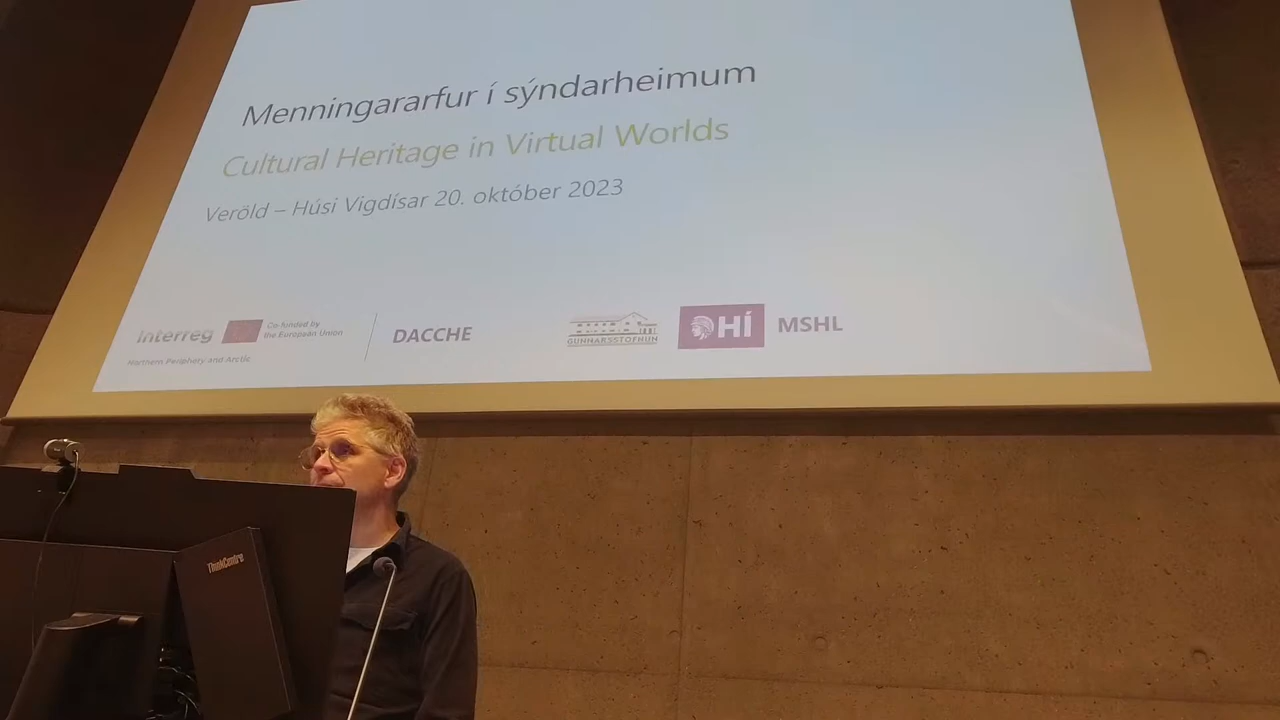 Menningararfur í sýndarheimum
Cultural Heritage in Virtual Worlds
Veröld – Húsi Vigdísar 20. október 2023
Interreg
Co-funded by
the European Union
Northern Periphery and Arctic
DACCHE
GUNNARSSTOFNUN
HÍ
MSHL
ThinkCentre